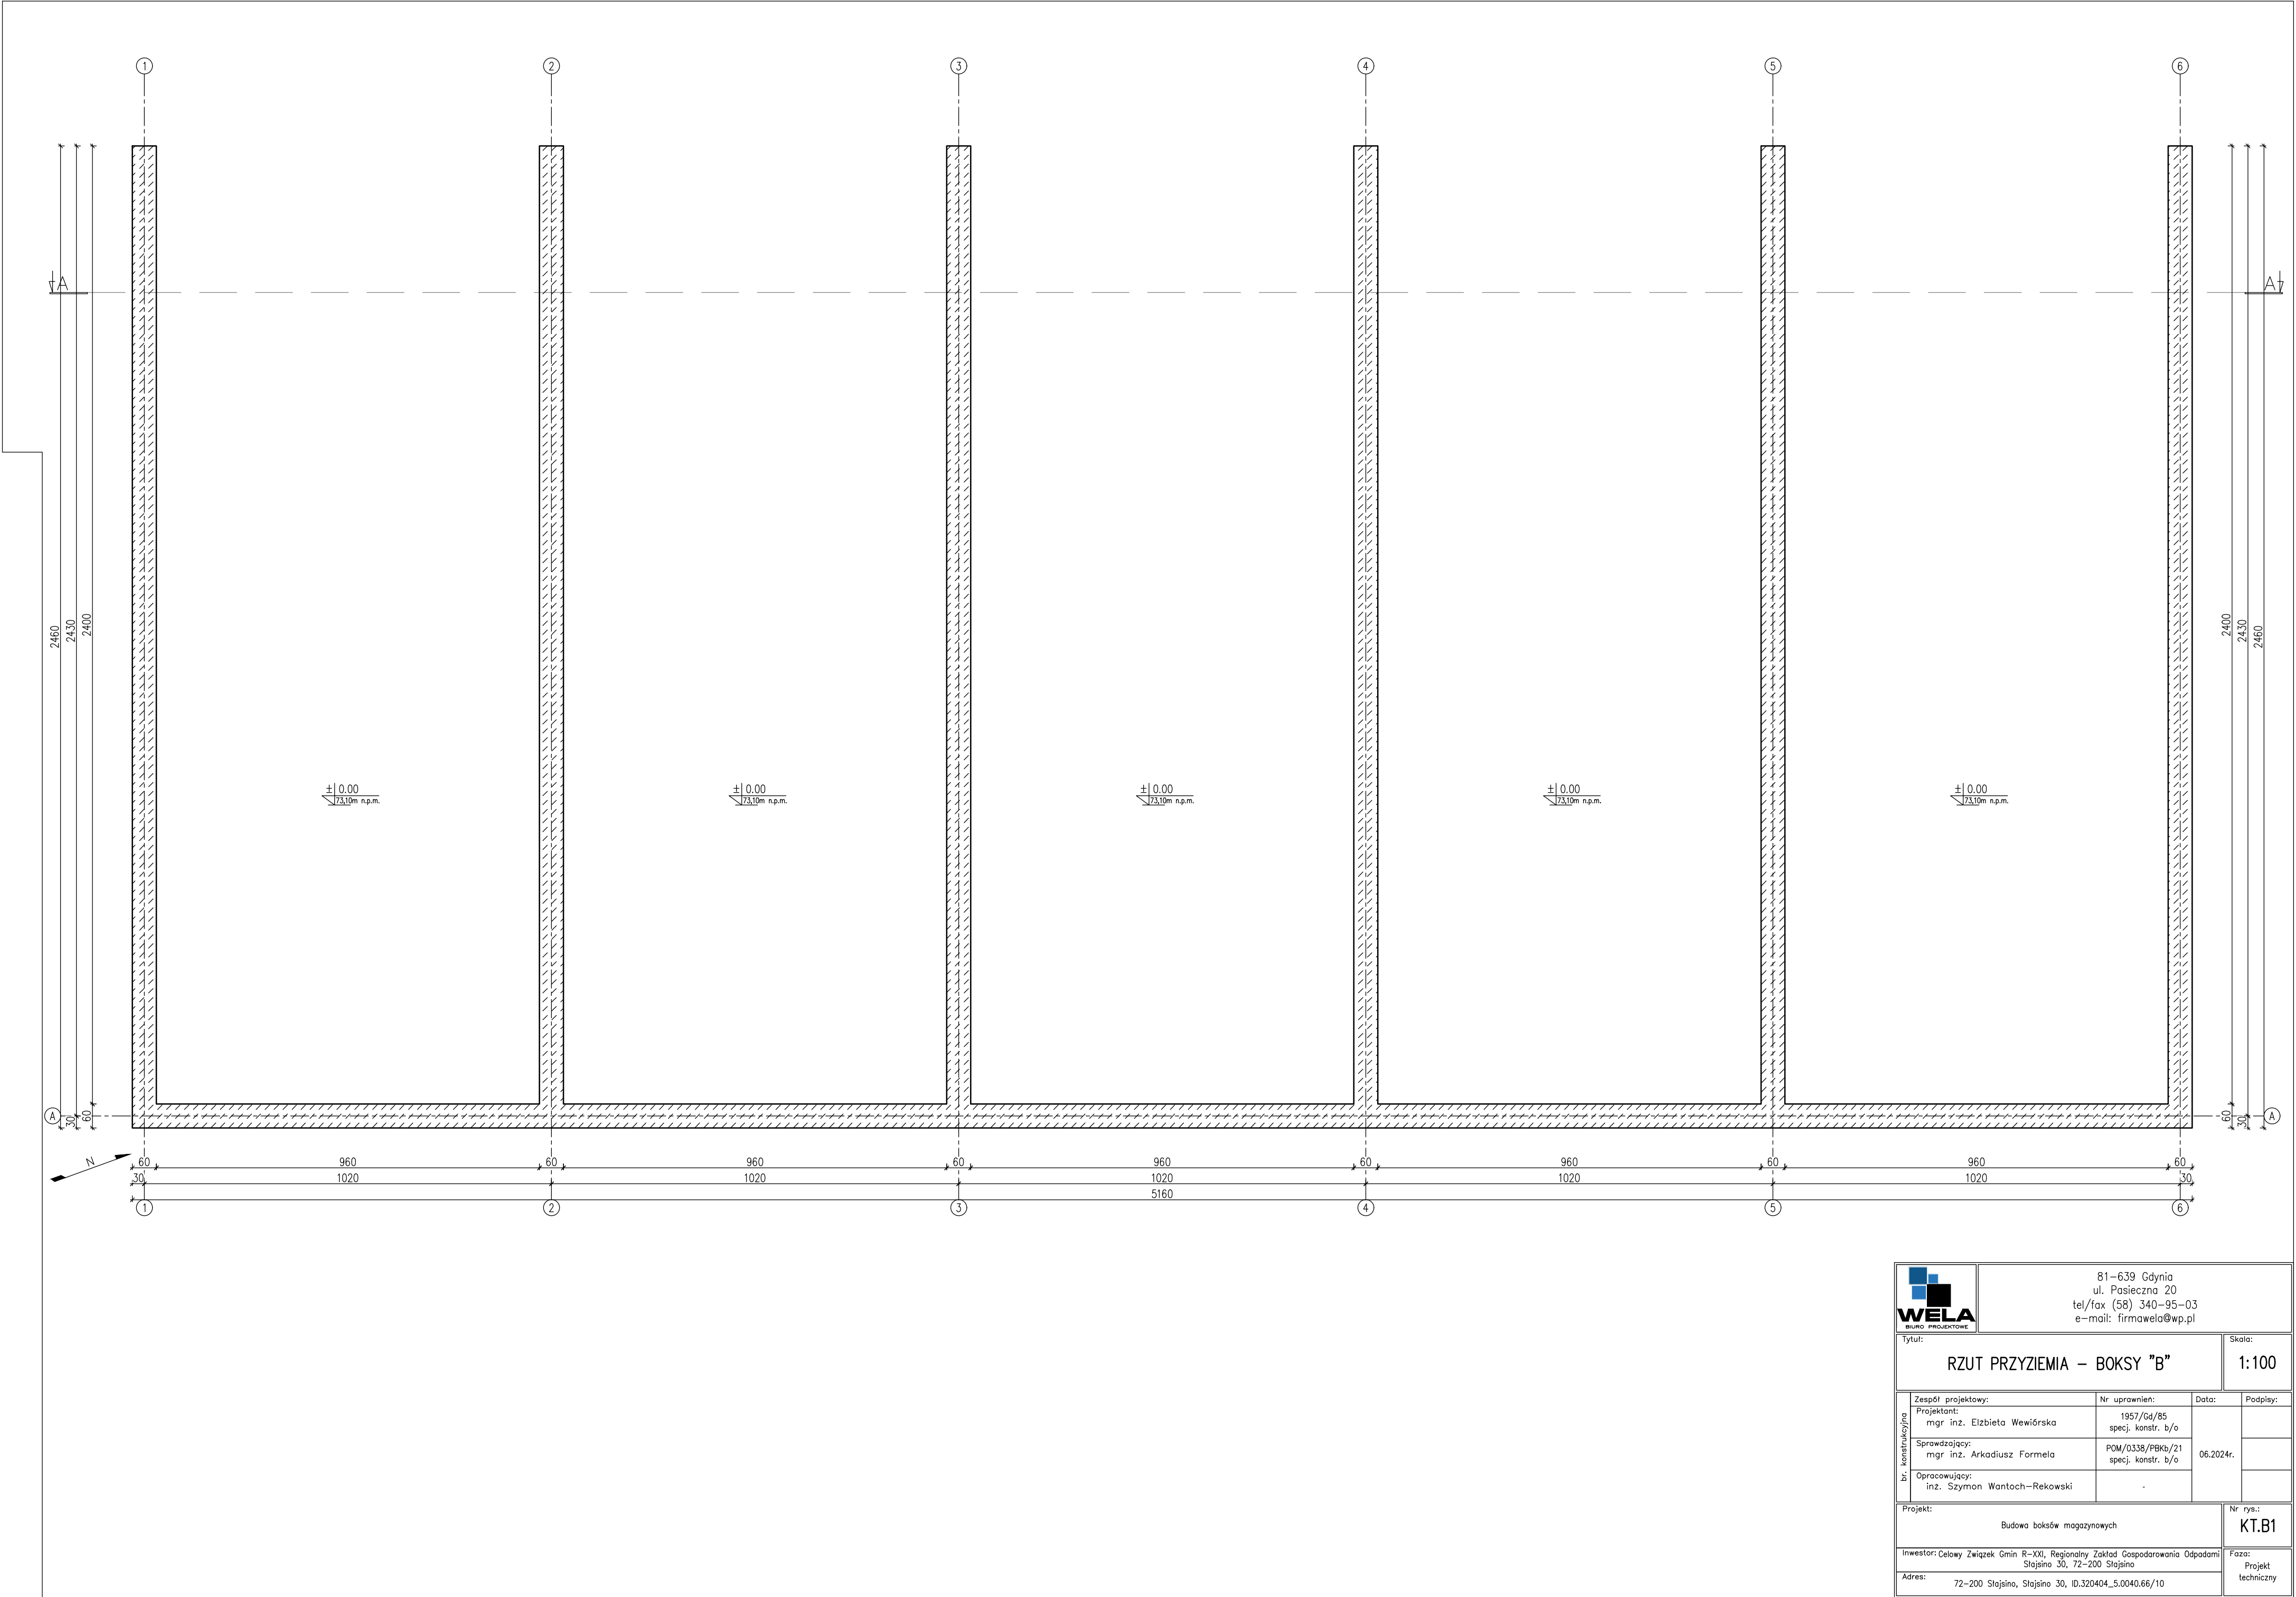 1 2 3 4 5 6
A A
2460 2430 2400
2400 2430 2460
± 0.00 ± 0.00 ± 0.00 ± 0.00 ± 0.00
73,10m n.p.m. 73,10m n.p.m. 73,10m n.p.m. 73,10m n.p.m. 73,10m n.p.m.
A 30 60
60 30 A
N
60 960 60 960 60 960 60 960 60 960 60
30 1020 1020 1020 1020 1020 30
5160
1 2 3 4 5 6
WELA
BIURO PROJEKTOWE
81-639 Gdynia
ul. Pasieczna 20
tel/fax (58) 340-95-03
e-mail: firmawela@wp.pl
Tytuł:
RZUT PRZYZIEMIA - BOKSY "B"
Skala:
1:100
br. konstrukcyjna
Zespół projektowy: Nr uprawnień: Data: Podpisy:
Projektant:
mgr inż. Elżbieta Wewiórska
1957/Gd/85
specj. konstr. b/o
Sprawdzający:
mgr inż. Arkadiusz Formela
POM/0338/PBKb/21
specj. konstr. b/o
06.2024r.
Opracowujący:
inż. Szymon Wantoch-Rekowski
-
Projekt:
Budowa boksów magazynowych
Nr rys.:
KT.B1
Inwestor: Celowy Związek Gmin R-XXI, Regionalny Zakład Gospodarowania Odpadami
Słajsino 30, 72-200 Słajsino
Faza:
Projekt
techniczny
Adres:
72-200 Słajsino, Słajsino 30, ID.320404_5.0040.66/10